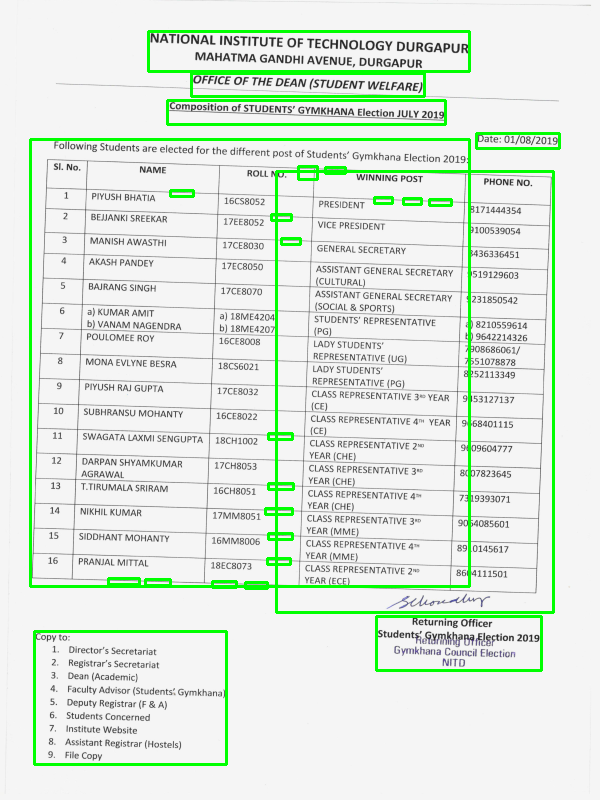 NATIONAL INSTITUTE OF TECHNOLOGY DURGAPUR
MAHATMA GANDHI AVENUE, DURGAPUR
OFFICE OF THE DEAN (STUDENT WELFARE)
Composition of STUDENTS' GYMKHANA Election JULY 2019
Date: 01/08/2019
Following Students are elected for the different post of Students' Gymkhana Election 2019:
Sl. No. NAME ROLL NO. WINNING POST PHONE NO.
1 PIYUSH BHATIA 16CS8052 PRESIDENT 8171444354
2 BEJJANKI SREEKAR 17EE8052 VICE PRESIDENT 9100539054
3 MANISH AWASTHI 17CE8030 GENERAL SECRETARY 8436336451
4 AKASH PANDEY 17EC8050 ASSISTANT GENERAL SECRETARY (CULTURAL) 9519129603
5 BAJRANG SINGH 17CE8070 ASSISTANT GENERAL SECRETARY (SOCIAL & SPORTS) 9231850542
6 a) KUMAR AMIT a) 18ME4204 STUDENTS' REPRESENTATIVE a) 8210559614
b) VANAM NAGENDRA b) 18ME4207 (PG) b) 9642214326
7 POULOMEE ROY 16CE8008 LADY STUDENTS' REPRESENTATIVE (UG) 7908686061/ 7551078878
8 MONA EVLYNE BESRA 18CS6021 LADY STUDENTS' REPRESENTATIVE (PG) 8252113349
9 PIYUSH RAJ GUPTA 17CE8032 CLASS REPRESENTATIVE 3RD YEAR (CE) 9453127137
10 SUBHRANSU MOHANTY 16CE8022 CLASS REPRESENTATIVE 4TH YEAR (CE) 9668401115
11 SWAGATA LAXMI SENGUPTA 18CH1002 CLASS REPRESENTATIVE 2ND YEAR (CHE) 9609604777
12 DARPAN SHYAMKUMAR AGRAWAL 17CH8053 CLASS REPRESENTATIVE 3RD YEAR (CHE) 8007823645
13 T.TIRUMALA SRIRAM 16CH8051 CLASS REPRESENTATIVE 4TH YEAR (CHE) 7319393071
14 NIKHIL KUMAR 17MM8051 CLASS REPRESENTATIVE 3RD YEAR (MME) 9064085601
15 SIDDHANT MOHANTY 16MM8006 CLASS REPRESENTATIVE 4TH YEAR (MME) 8910145617
16 PRANJAL MITTAL 18EC8073 CLASS REPRESENTATIVE 2ND YEAR (ECE) 8604111501
Returning Officer
Students' Gymkhana Election 2019
Returning Officer
Gymkhana Council Election
NITD
Copy to:
1. Director's Secretariat
2. Registrar's Secretariat
3. Dean (Academic)
4. Faculty Advisor (Students' Gymkhana)
5. Deputy Registrar (F & A)
6. Students Concerned
7. Institute Website
8. Assistant Registrar (Hostels)
9. File Copy